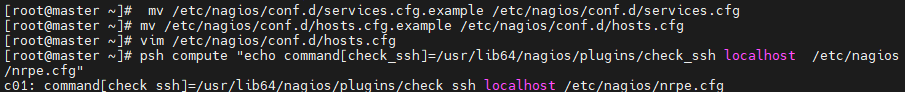 [root@master ~]#  mv /etc/nagios/conf.d/services.cfg.example /etc/nagios/conf.d/services.cfg
[root@master ~]# mv /etc/nagios/conf.d/hosts.cfg.example /etc/nagios/conf.d/hosts.cfg
[root@master ~]# vim /etc/nagios/conf.d/hosts.cfg
[root@master ~]# psh compute "echo command[check_ssh]=/usr/lib64/nagios/plugins/check_ssh localhost  /etc/nagios
/nrpe.cfg"
c01: command[check_ssh]=/usr/lib64/nagios/plugins/check_ssh localhost /etc/nagios/nrpe.cfg